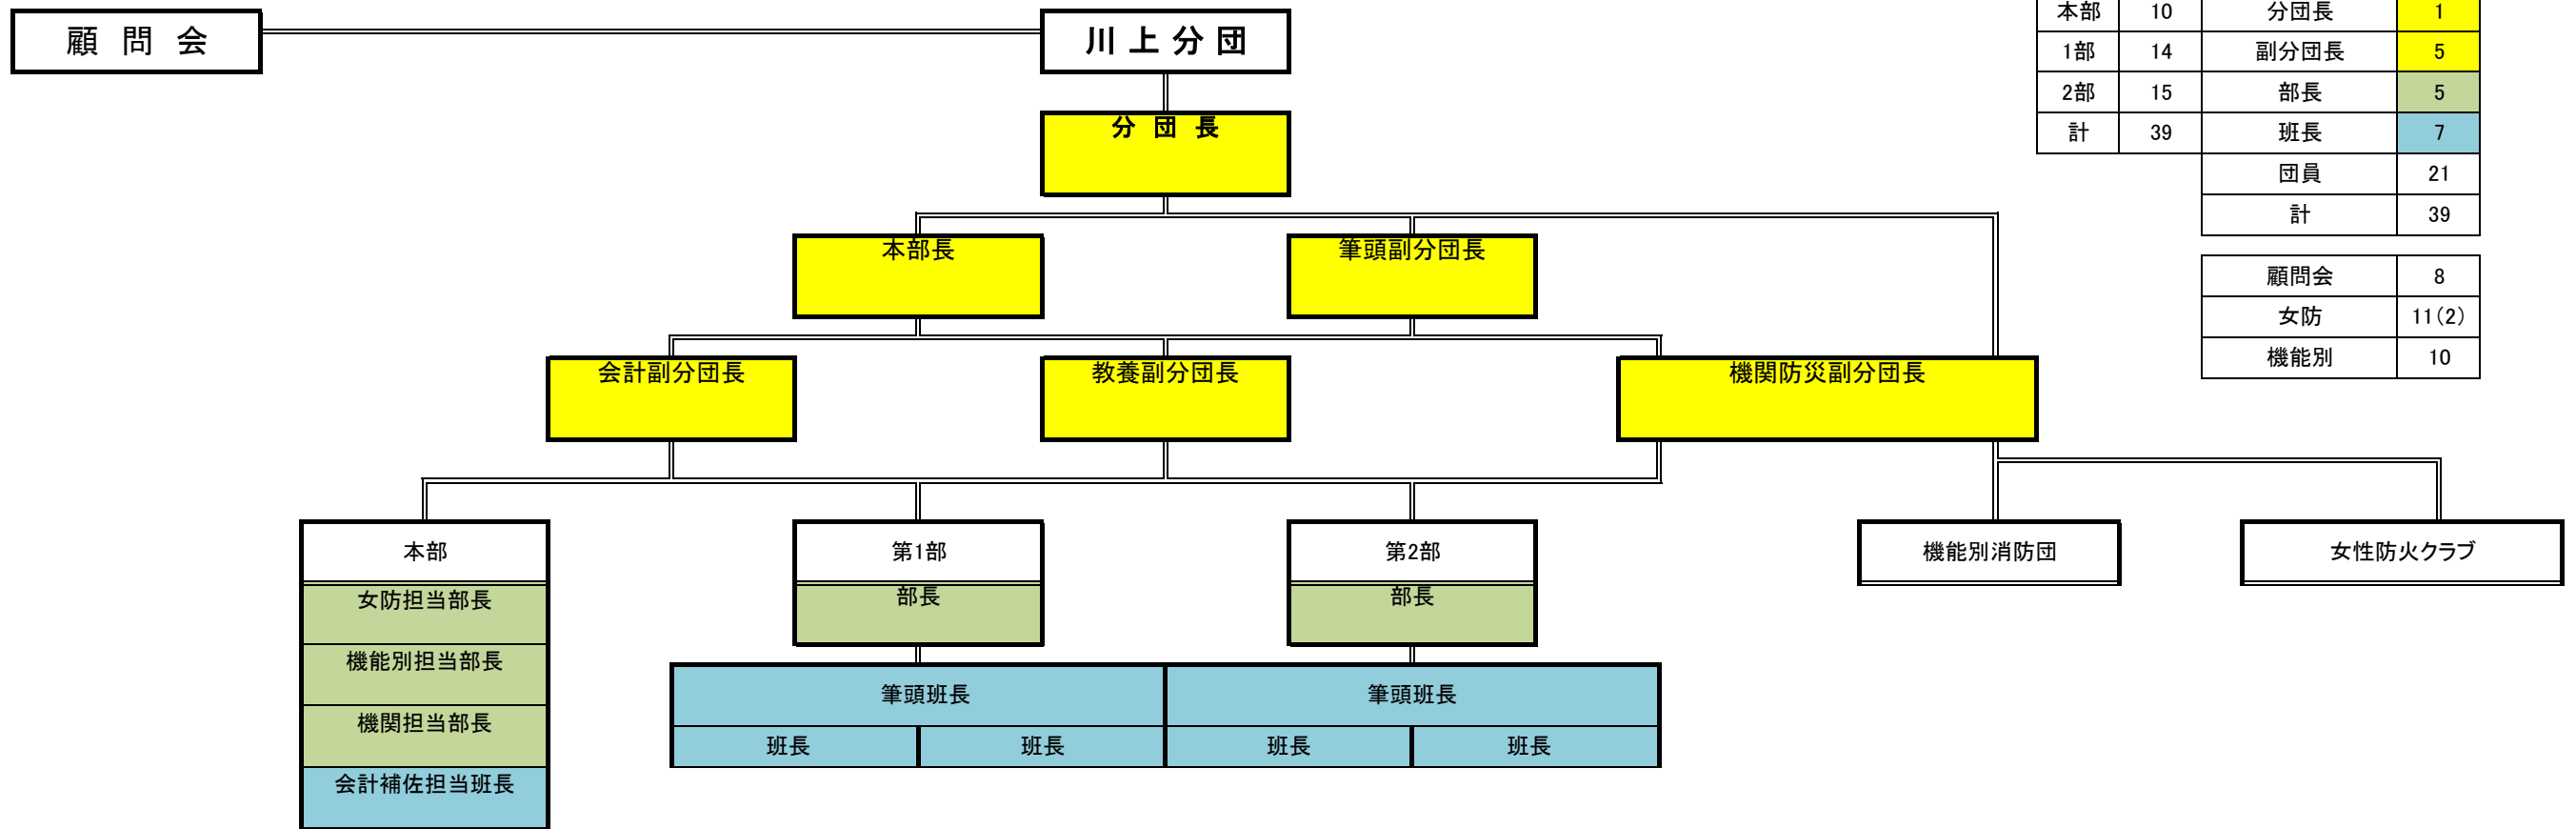 顧 問 会
川 上 分 団
本部 10 分団長 1
1部 14 副分団長 5
2部 15 部長 5
計 39 班長 7
団員 21
計 39
顧問会 8
女防 11(2)
機能別 10
分 団 長
本部長 筆頭副分団長
会計副分団長 教養副分団長 機関防災副分団長
本部 第1部 第2部 機能別消防団 女性防火クラブ
女防担当部長 部長 部長
機能別担当部長
機関担当部長
会計補佐担当班長
筆頭班長 筆頭班長
班長 班長 班長 班長